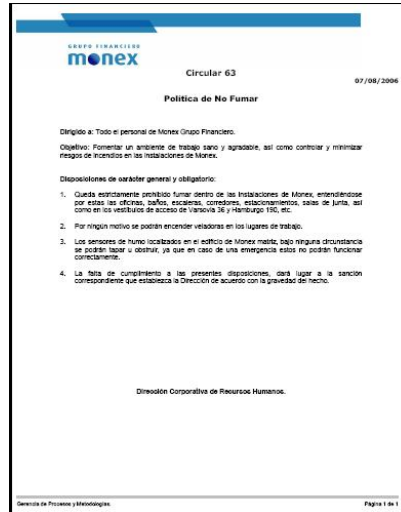 GRUPO FINANCIERO
monex
Circular 63
07/08/2006
Política de No Fumar
Dirigido a: Todo el personal de Monex Grupo Financiero.
Objetivo: Fomentar un ambiente de trabajo sano y agradable, así como controlar y minimizar
riesgos de incendios en las instalaciones de Monex.
Disposiciones de carácter general y obligatorio:
1. Queda estrictamente prohibido fumar dentro de las instalaciones de Monex, entendiéndose
por estas las oficinas, baños, escaleras, corredores, estacionamientos, salas de junta, así
como en los vestíbulos de acceso de Varsovia 36 y Hamburgo 190, etc.
2. Por ningún motivo se podrán encender veladoras en los lugares de trabajo.
3. Los sensores de humo localizados en el edificio de Monex matriz, bajo ninguna circunstancia
se podrán tapar u obstruir, ya que en caso de una emergencia estos no podrán funcionar
correctamente.
4. La falta de cumplimiento a las presentes disposiciones, dará lugar a la sanción
correspondiente que establezca la Dirección de acuerdo con la gravedad del hecho.
Dirección Corporativa de Recursos Humanos.
Gerencia de Procesos y Metodologías.
Página 1 de 1